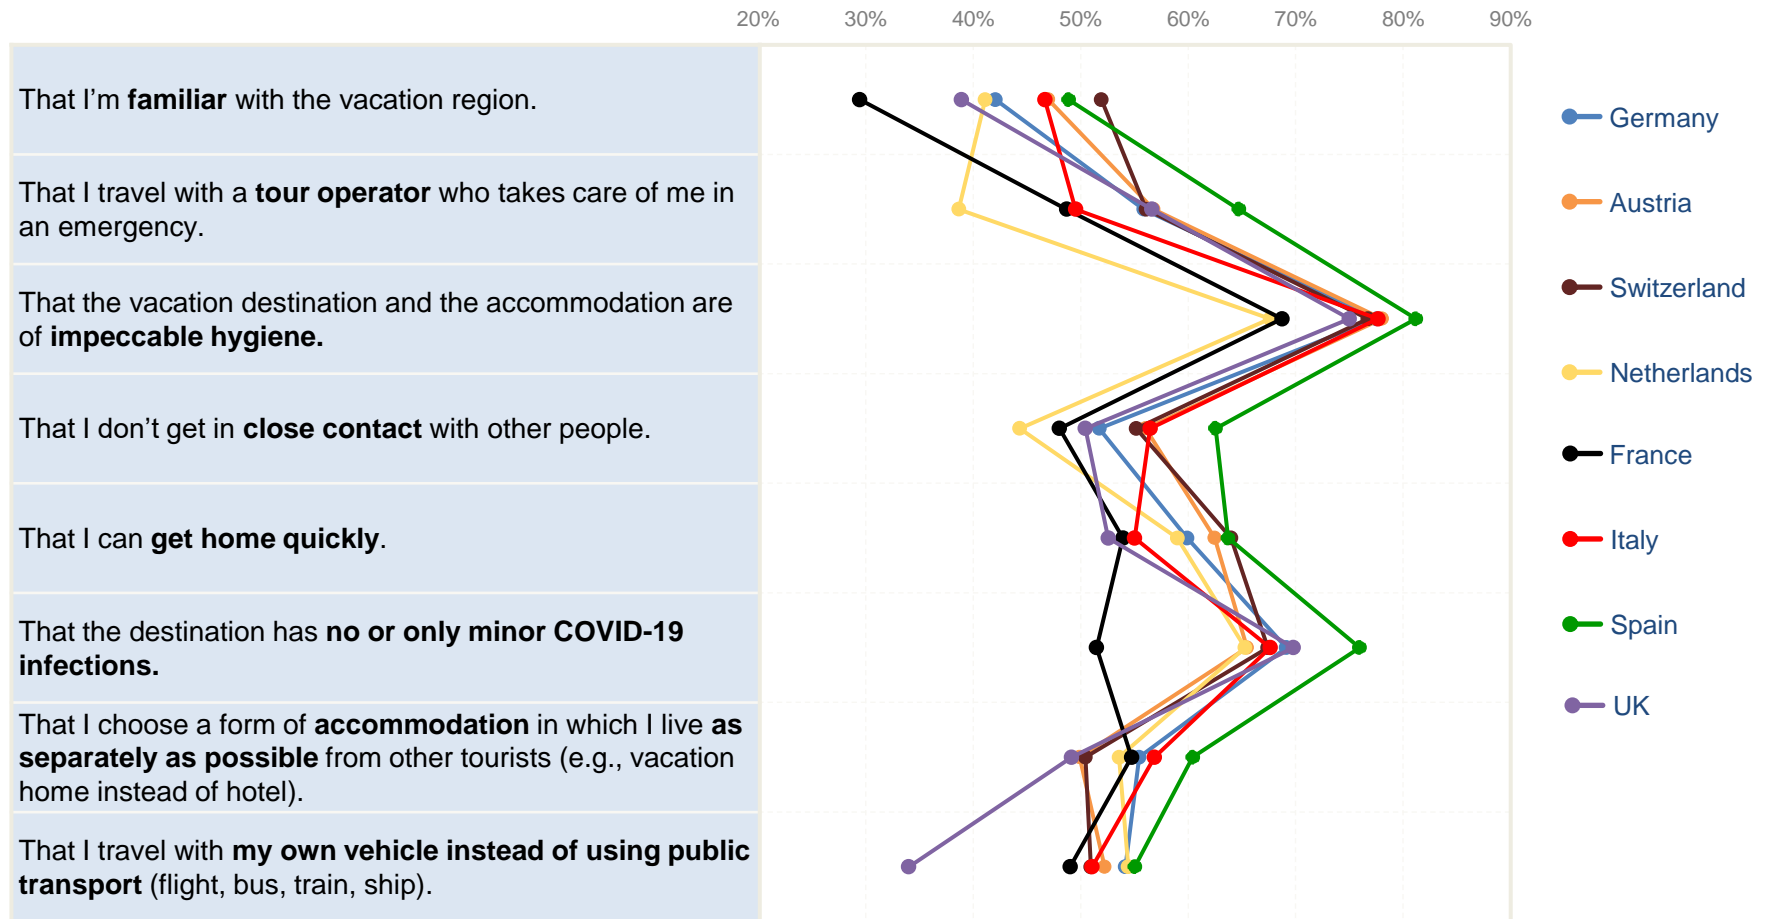 20% 30% 40% 50% 60% 70% 80% 90%
That I’m familiar with the vacation region.
That I travel with a tour operator who takes care of me in
an emergency.
That the vacation destination and the accommodation are
of impeccable hygiene.
That I don’t get in close contact with other people.
That I can get home quickly.
That the destination has no or only minor COVID-19
infections.
That I choose a form of accommodation in which I live as
separately as possible from other tourists (e.g., vacation
home instead of hotel).
That I travel with my own vehicle instead of using public
transport (flight, bus, train, ship).
Germany
Austria
Switzerland
Netherlands
France
Italy
Spain
UK